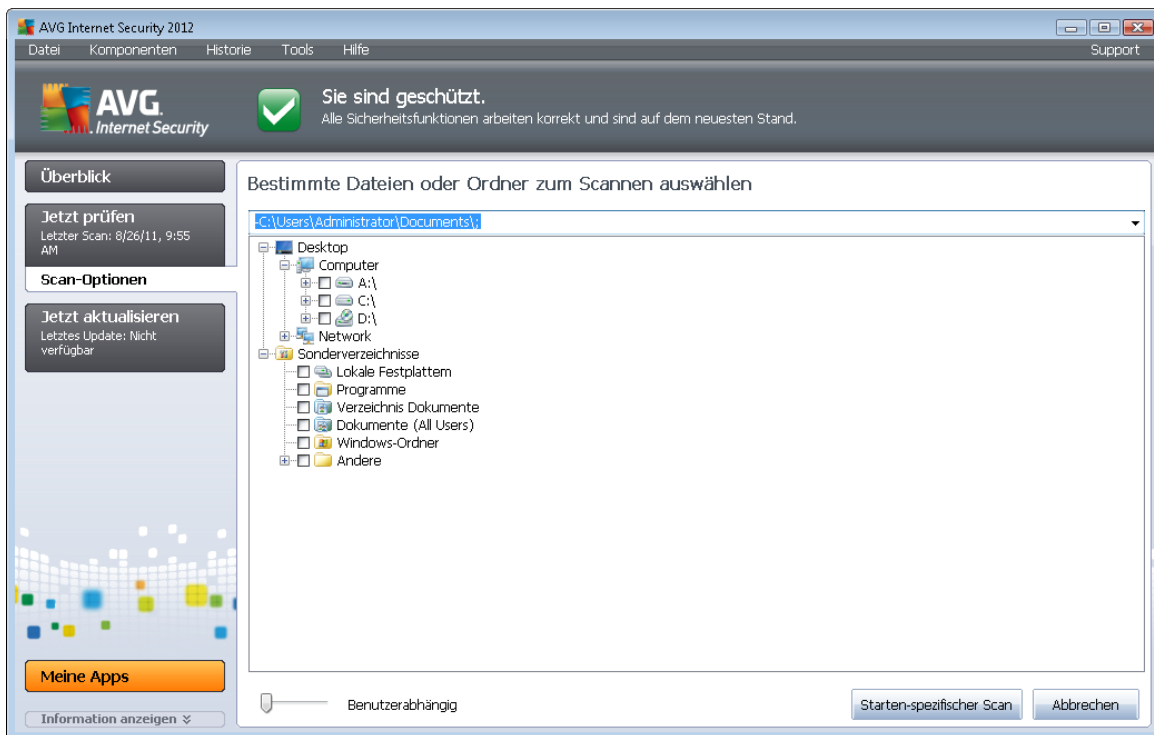 AVG Internet Security 2012
Datei Komponenten Historie Tools Hilfe Support
AVG.
Internet Security
Sie sind geschützt.
Alle Sicherheitsfunktionen arbeiten korrekt und sind auf dem neuesten Stand.
Überblick
Jetzt prüfen
Letzter Scan: 8/26/11, 9:55
AM
Scan-Optionen
Jetzt aktualisieren
Letztes Update: Nicht
verfügbar
Meine Apps
Information anzeigen
Bestimmte Dateien oder Ordner zum Scannen auswählen
-C:\Users\Administrator\Documents\;
Desktop
Computer
A:\
C:\
D:\
Network
Sonderverzeichnisse
Lokale Festplattem
Programme
Verzeichnis Dokumente
Dokumente (All Users)
Windows-Ordner
Andere
Benutzerabhängig
Starten-spezifischer Scan
Abbrechen